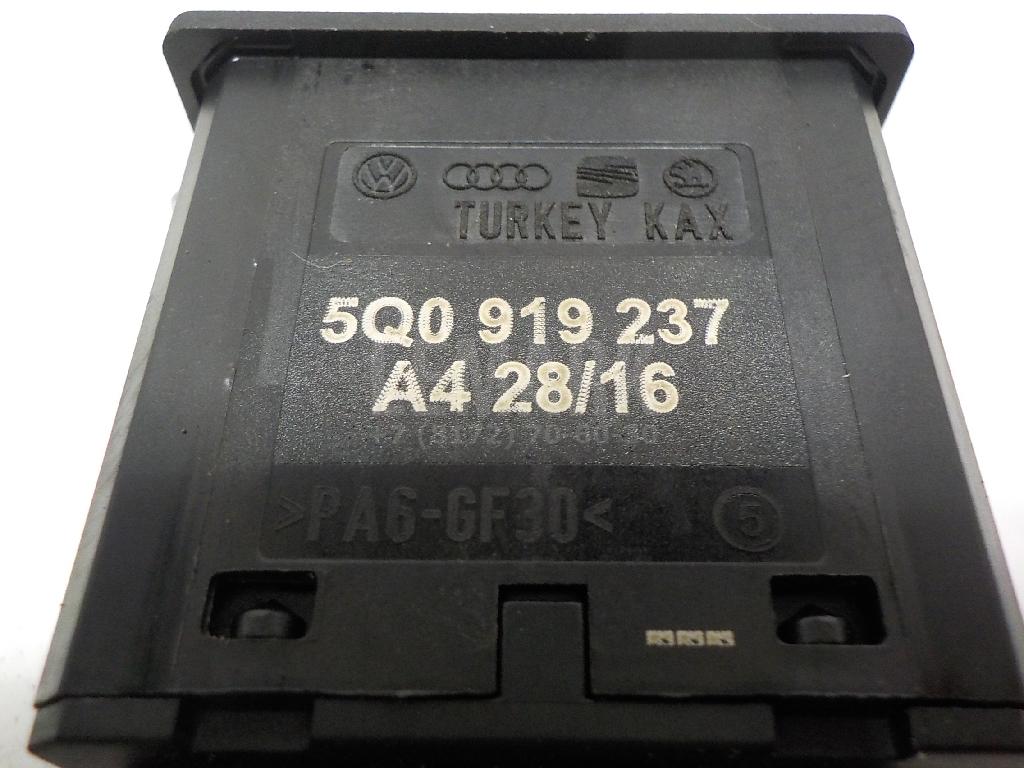 TURKEY KAX
5Q0 919 237
A4 28/16
>PA6-GF30<
5